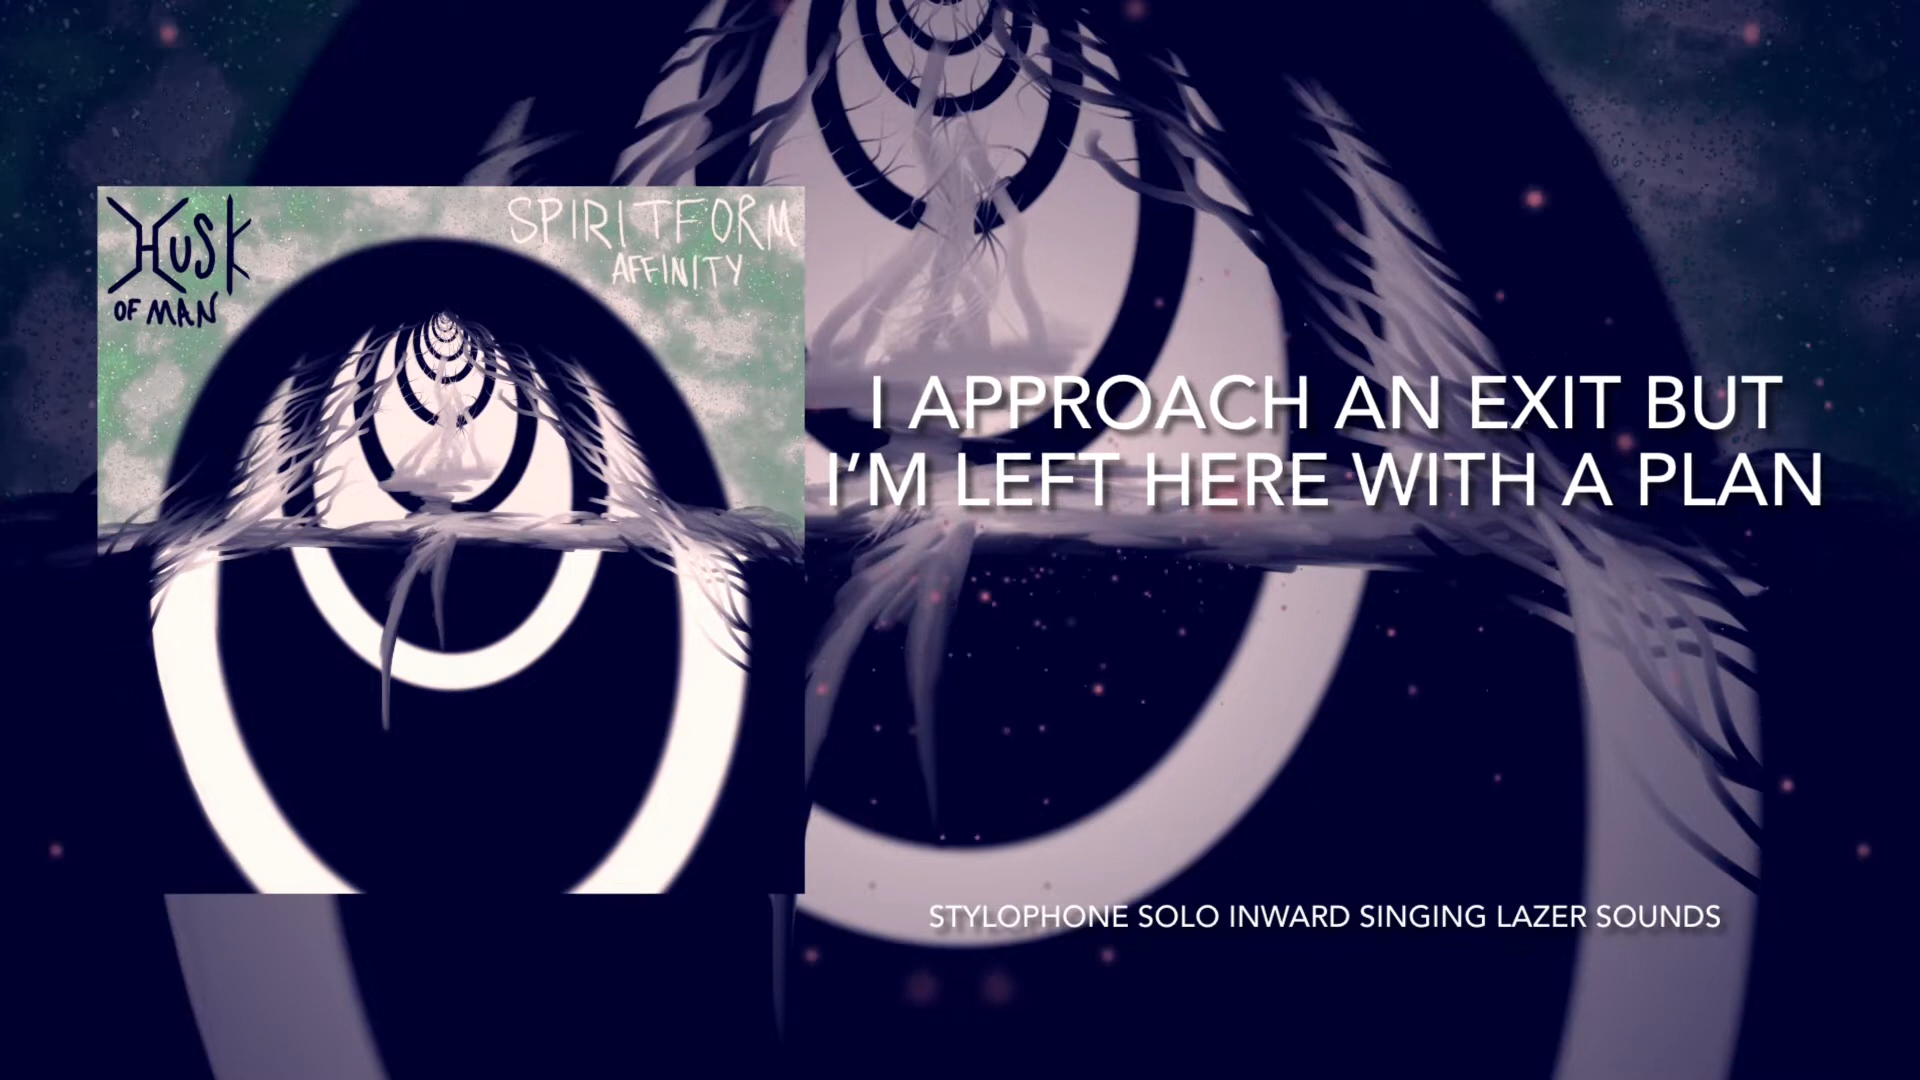 HUSK
OF MAN
SPIRITFORM
AFFINITY
I APPROACH AN EXIT BUT
I’M LEFT HERE WITH A PLAN
STYLOPHONE SOLO INWARD SINGING LAZER SOUNDS